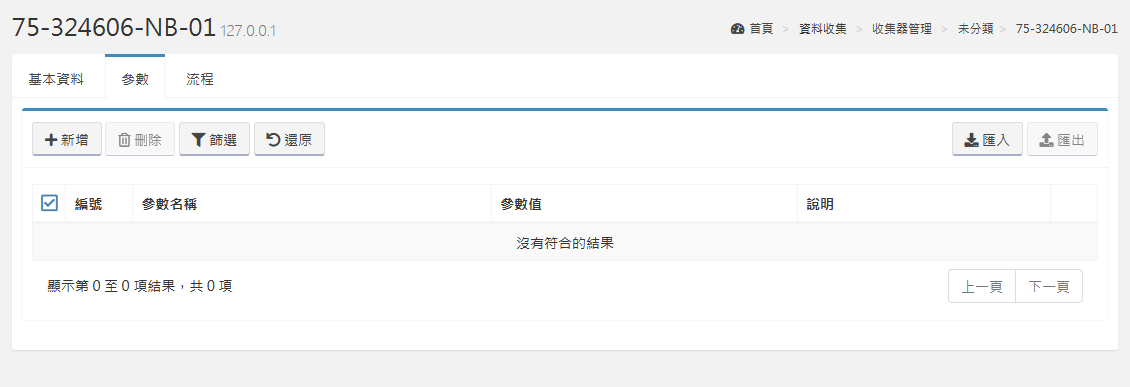 75-324606-NB-01 127.0.0.1
首頁 > 資料收集 > 收集器管理 > 未分類 > 75-324606-NB-01
基本資料 參數 流程
新增 刪除 篩選 還原 匯入 匯出
編號 參數名稱 參數值 說明
沒有符合的結果
顯示第 0 至 0 項結果，共 0 項 上一頁 下一頁